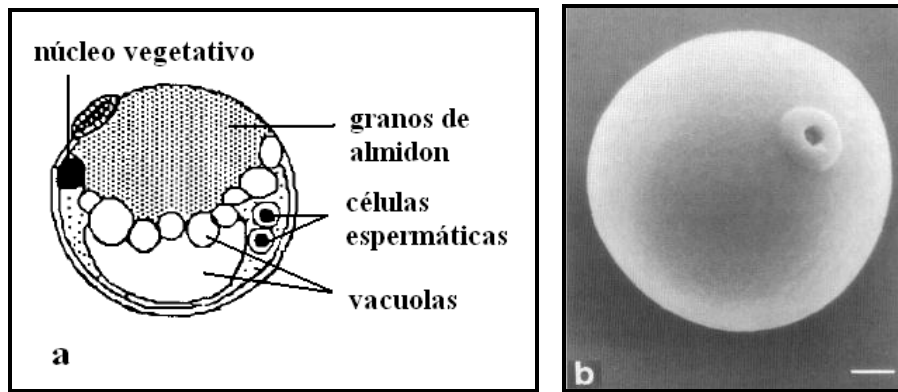 núcleo vegetativo
granos de
almidon
células
espermáticas
vacuolas
a
b